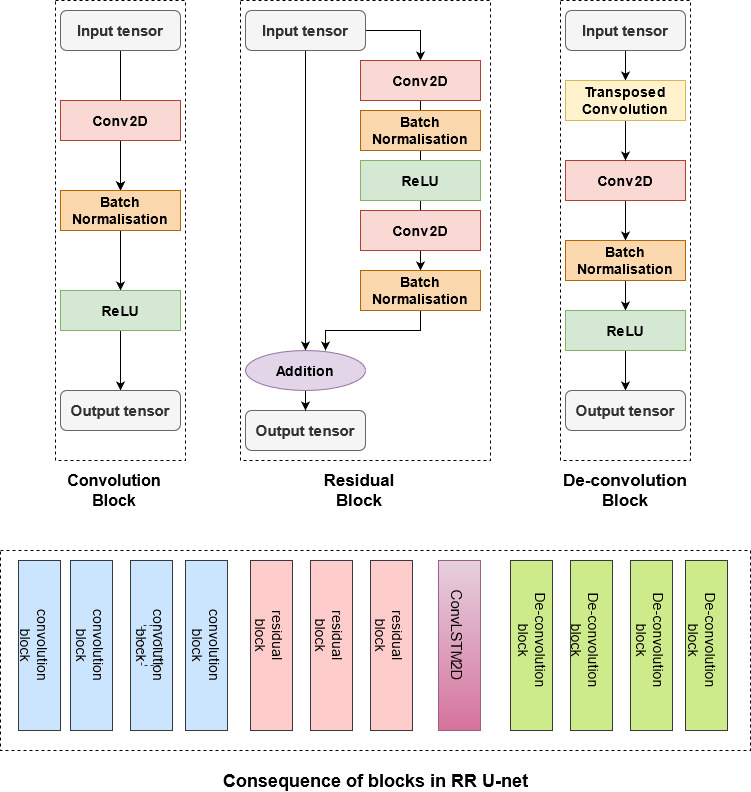 Input tensor
Conv2D
Batch
Normalisation
ReLU
Output tensor
Convolution
Block
Input tensor
Conv2D
Batch
Normalisation
ReLU
Conv2D
Batch
Normalisation
Addition
Output tensor
Residual
Block
Input tensor
Transposed
Convolution
Conv2D
Batch
Normalisation
ReLU
Output tensor
De-convolution
Block
convolution
block
convolution
block
convolution
block
convolution
block
residual
block
residual
block
residual
block
ConvLSTM2D
De-convolution
block
De-convolution
block
De-convolution
block
De-convolution
block
Consequence of blocks in RR U-net